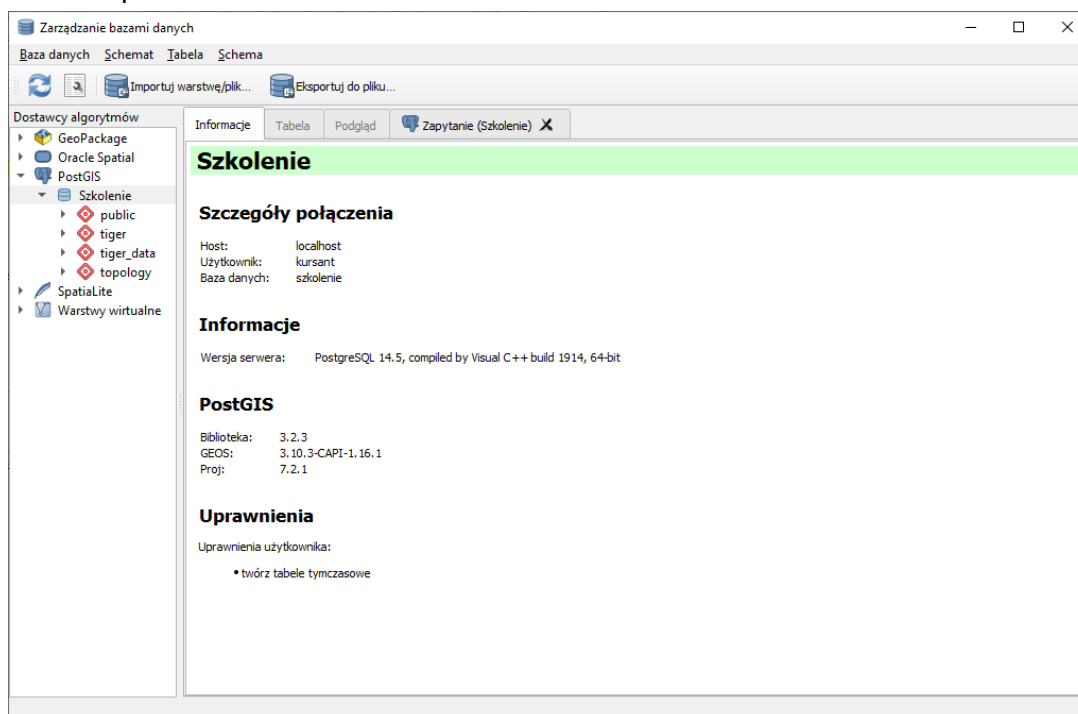 Zarządzanie bazami danych
Baza danych Schemat Tabela Schema
Importuj warstwę/plik... Eksportuj do pliku...
Dostawcy algorytmów
GeoPackage
Oracle Spatial
PostGIS
Szkolenie
public
tiger
tiger_data
topology
SpatiaLite
Warstwy wirtualne
Informacje Tabela Podgląd Zapytanie (Szkolenie)
Szkolenie
Szczegóły połączenia
Host: localhost
Użytkownik: kursant
Baza danych: szkolenie
Informacje
Wersja serwera: PostgreSQL 14.5, compiled by Visual C++ build 1914, 64-bit
PostGIS
Biblioteka: 3.2.3
GEOS: 3.10.3-CAPI-1.16.1
Proj: 7.2.1
Uprawnienia
Uprawnienia użytkownika:
• twórz tabele tymczasowe